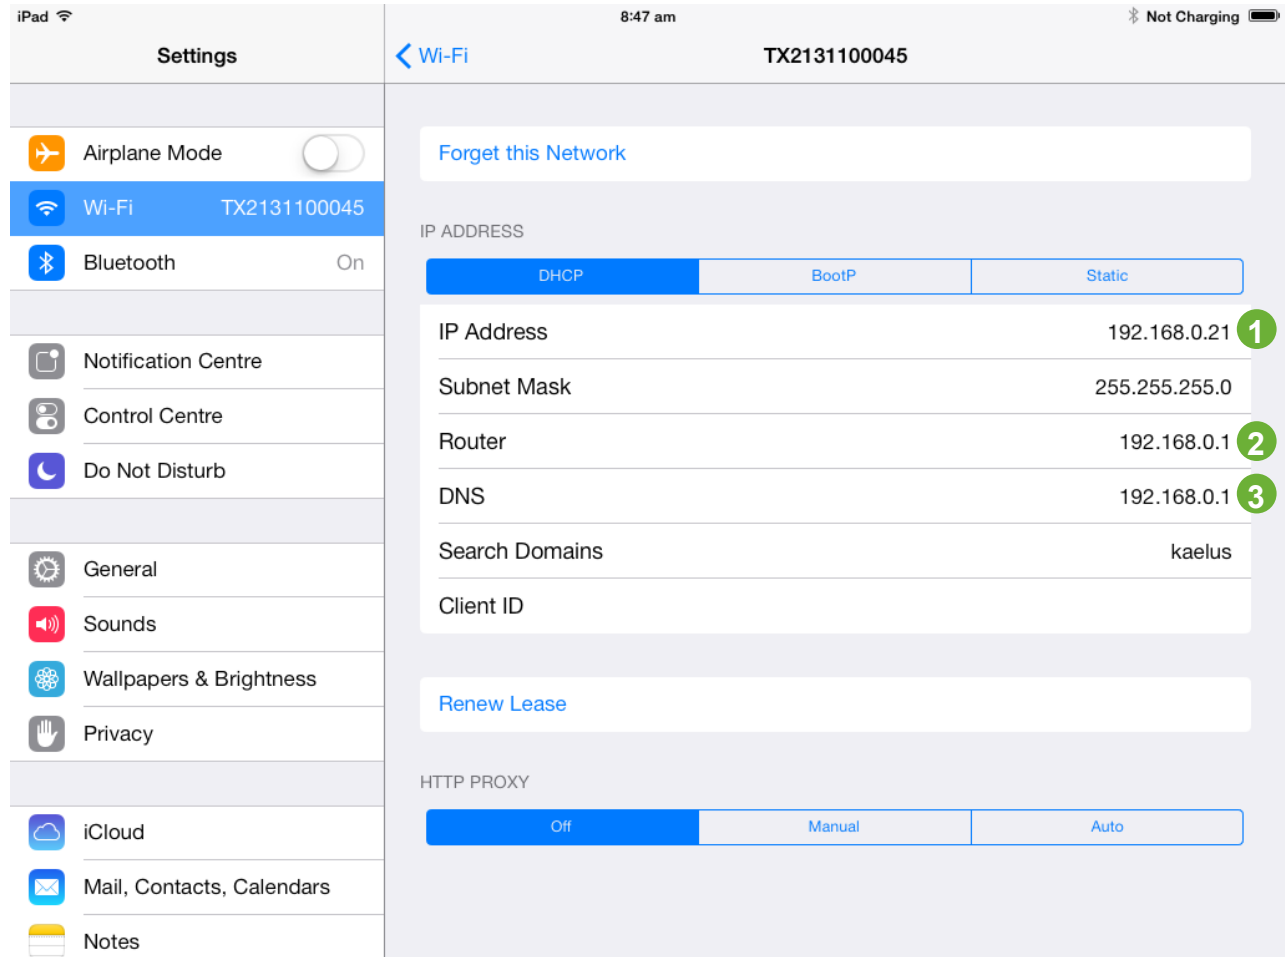 iPad 8:47 am Not Charging
Settings
Wi-Fi TX2131100045
Airplane Mode
Wi-Fi TX2131100045
Bluetooth On
Notification Centre
Control Centre
Do Not Disturb
General
Sounds
Wallpapers & Brightness
Privacy
iCloud
Mail, Contacts, Calendars
Notes
Forget this Network
IP ADDRESS
DHCP BootP Static
IP Address 192.168.0.21 1
Subnet Mask 255.255.255.0
Router 192.168.0.1 2
DNS 192.168.0.1 3
Search Domains kaelus
Client ID
Renew Lease
HTTP PROXY
Off Manual Auto